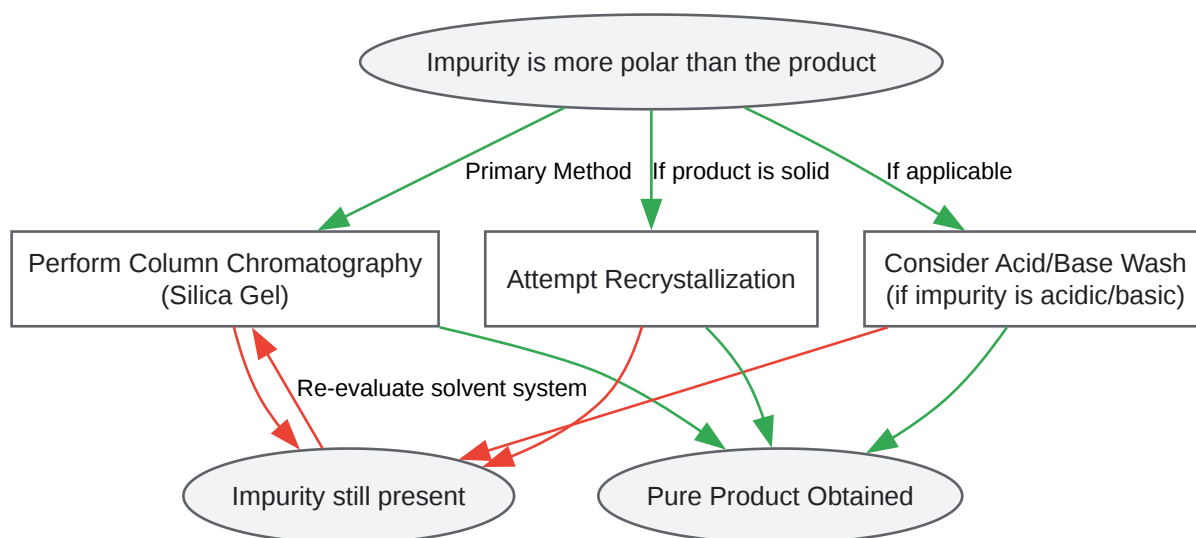 Impurity is more polar than the product
Primary Method
If product is solid
If applicable
Perform Column Chromatography
(Silica Gel)
Attempt Recrystallization
Consider Acid/Base Wash
(if impurity is acidic/basic)
Re-evaluate solvent system
Impurity still present
Pure Product Obtained